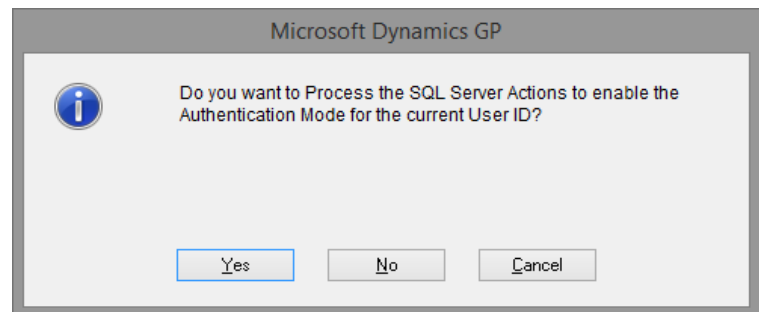 Microsoft Dynamics GP
Do you want to Process the SQL Server Actions to enable the
Authentication Mode for the current User ID?
Yes No Cancel